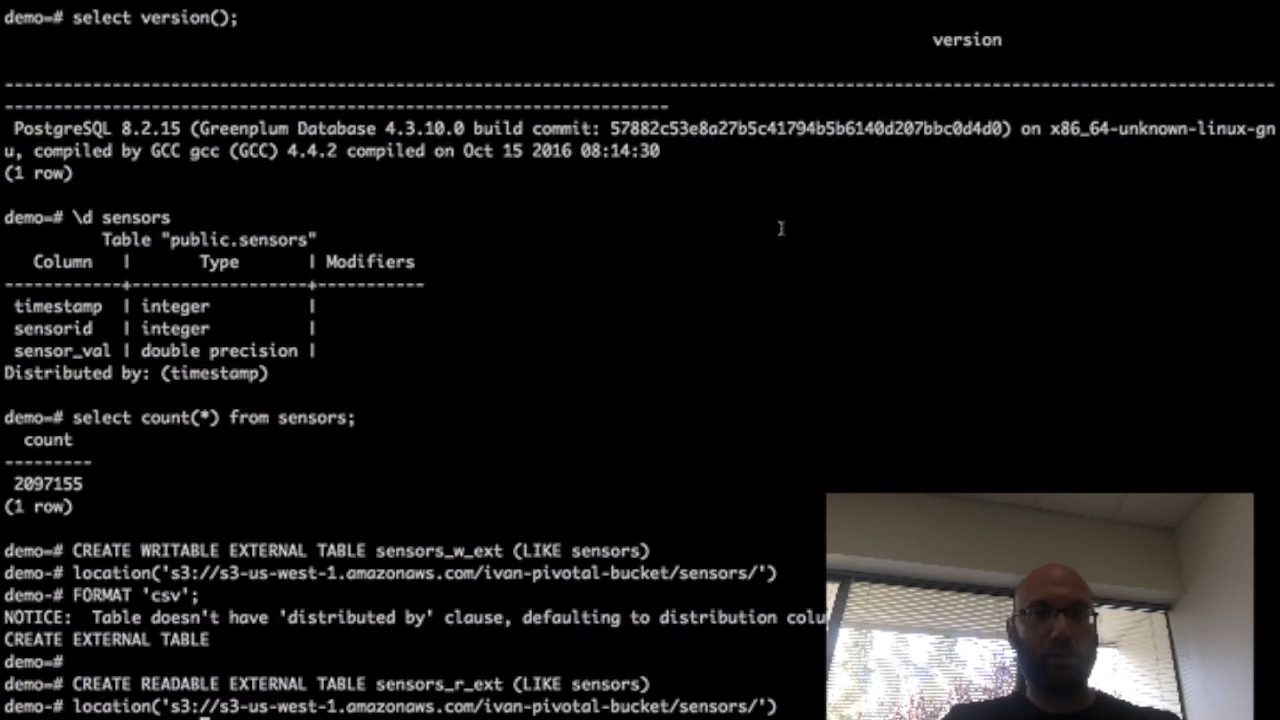 demo=# select version();
version
--------------------------------------------------------------------------------------------------------------------------------------
----------------------------------------------------------------------
PostgreSQL 8.2.15 (Greenplum Database 4.3.10.0 build commit: 57882c53e8a27b5c41794b5b6140d207bbc0d4d0) on x86_64-unknown-linux-gn
u, compiled by GCC gcc (GCC) 4.4.2 compiled on Oct 15 2016 08:14:30
(1 row)
demo=# \d sensors
Table "public.sensors"
Column | Type | Modifiers
------------+------------------+-----------
timestamp | integer |
sensorid | integer |
sensor_val | double precision |
Distributed by: (timestamp)
demo=# select count(*) from sensors;
count
---------
2097155
(1 row)
demo=# CREATE WRITABLE EXTERNAL TABLE sensors_w_ext (LIKE sensors)
demo-# location('s3://s3-us-west-1.amazonaws.com/ivan-pivotal-bucket/sensors/')
demo-# FORMAT 'csv';
NOTICE: Table doesn't have 'distributed by' clause, defaulting to distribution colu
CREATE EXTERNAL TABLE
demo=#
demo=# CREATE EXTERNAL TABLE sensors_r_ext (LIKE sensors)
demo-# location('s3://s3-us-west-1.amazonaws.com/ivan-pivotal-bucket/sensors/')